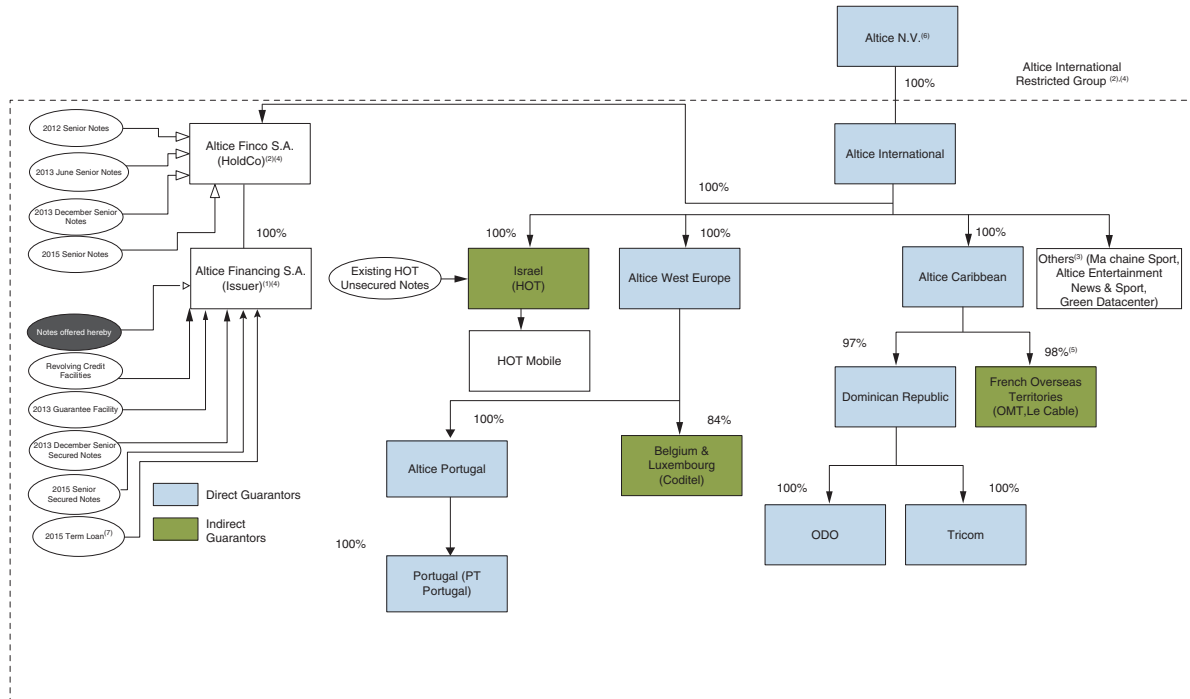 Altice N.V.(6)
Altice International
Restricted Group (2),(4)
100%
2012 Senior Notes
Altice Finco S.A.
(HoldCo)(2)(4)
Altice International
2013 June Senior Notes
100%
2013 December Senior
Notes
2015 Senior Notes
100%
100%
100%
100%
Altice Financing S.A.
(Issuer)(1)(4)
Existing HOT
Unsecured Notes
Israel
(HOT)
Altice West Europe
Altice Caribbean
Others(3) (Ma chaine Sport,
Altice Entertainment
News & Sport,
Green Datacenter)
Notes offered hereby
HOT Mobile
97%
98%(5)
Revolving Credit
Facilities
Dominican Republic
French Overseas
Territories
(OMT,Le Cable)
2013 Guarantee Facility
100%
84%
2013 December Senior
Secured Notes
Altice Portugal
Belgium &
Luxembourg
(Coditel)
2015 Senior
Secured Notes
Direct Guarantors
100%
100%
2015 Term Loan(7)
Indirect
Guarantors
ODO
Tricom
100%
Portugal (PT
Portugal)